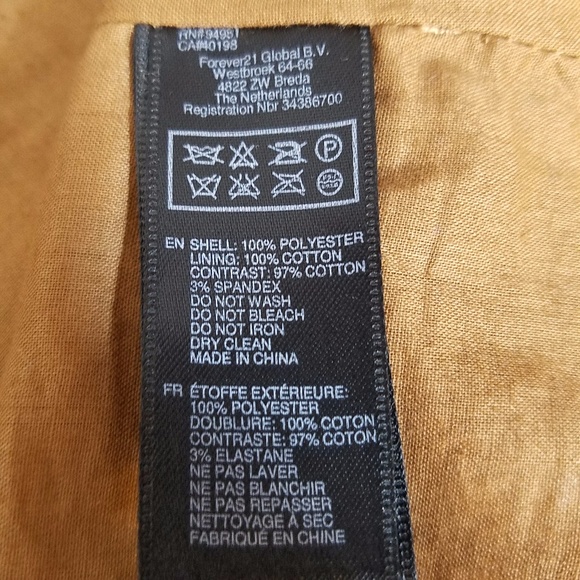 CA#40198
Forever21 Global B.V.
Westbroek 64-66
4822 ZW Breda
The Netherlands
Registration Nbr 34386700
P
EN SHELL: 100% POLYESTER
LINING: 100% COTTON
CONTRAST: 97% COTTON
3% SPANDEX
DO NOT WASH
DO NOT BLEACH
DO NOT IRON
DRY CLEAN
MADE IN CHINA
FR ÉTOFFE EXTÉRIEURE:
100% POLYESTER
DOUBLURE: 100% COTON
CONTRASTE: 97% COTON
3% ELASTANE
NE PAS LAVER
NE PAS BLANCHIR
NE PAS REPASSER
NETTOYAGE À SEC
FABRIQUÉ EN CHINE